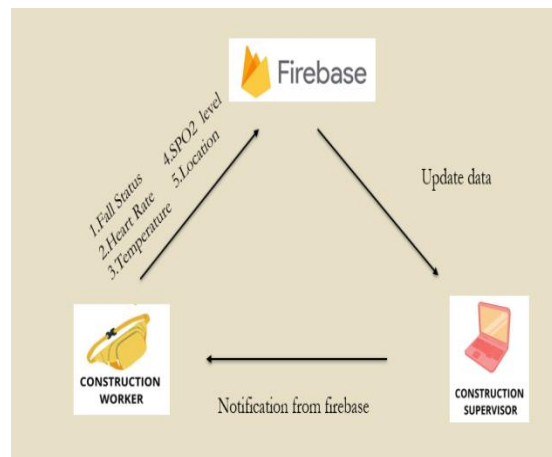 Firebase
1.Fall Status
2.Heart Rate
3.Temperature
4.SPO2 level
5.Location
Update data
CONSTRUCTION
WORKER
Notification from firebase
CONSTRUCTION
SUPERVISOR